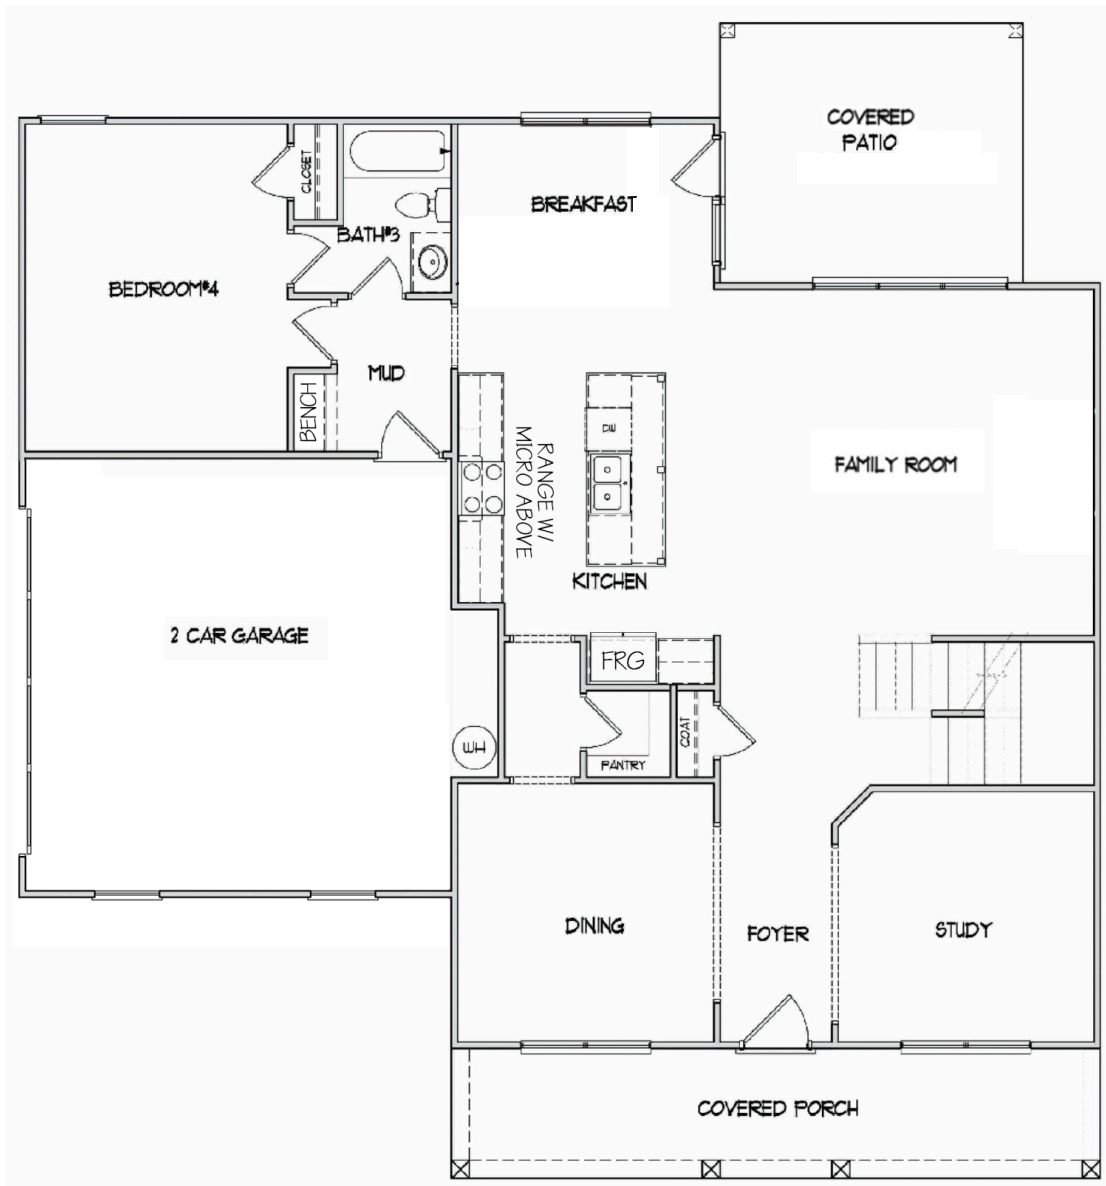 COVERED
PATIO
CLOSET
BREAKFAST
BATH#3
BEDROOM#4
MUD
BENCH
DW
RANGE W/
MICRO ABOVE
FAMILY ROOM
KITCHEN
2 CAR GARAGE
FRG
COAT
WH
PANTRY
DINING
FOYER
STUDY
COVERED PORCH